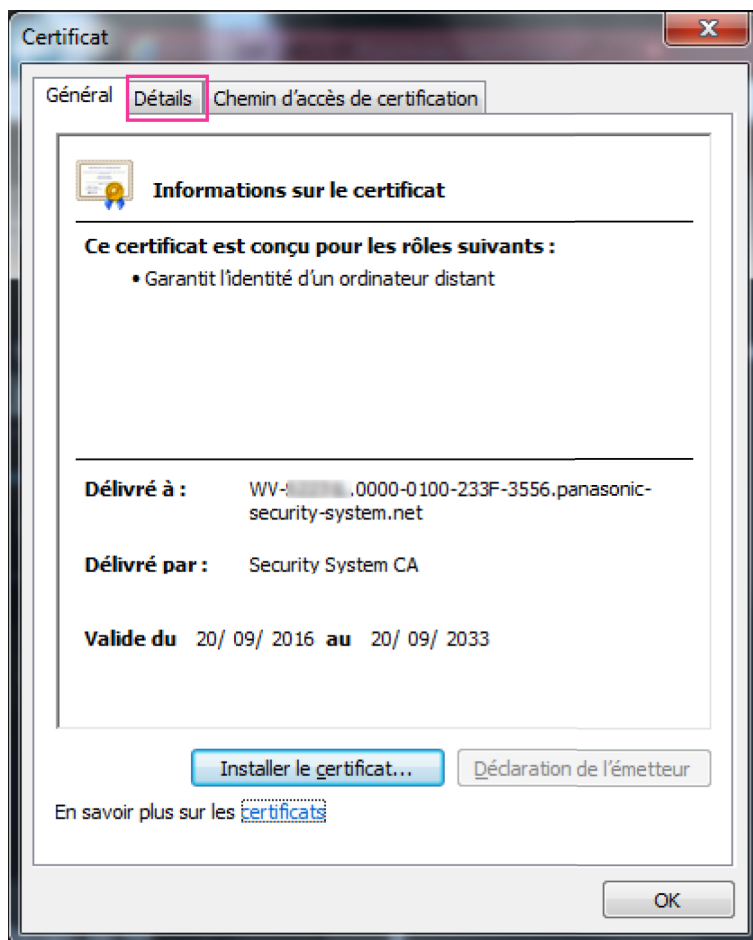 Certificat
Général Détails Chemin d'accès de certification
Informations sur le certificat
Ce certificat est conçu pour les rôles suivants :
• Garantit l'identité d'un ordinateur distant
Délivré à : WV- .0000-0100-233F-3556.panasonic-
security-system.net
Délivré par : Security System CA
Valide du 20/ 09/ 2016 au 20/ 09/ 2033
Installer le certificat... Déclaration de l'émetteur
En savoir plus sur les certificats
OK